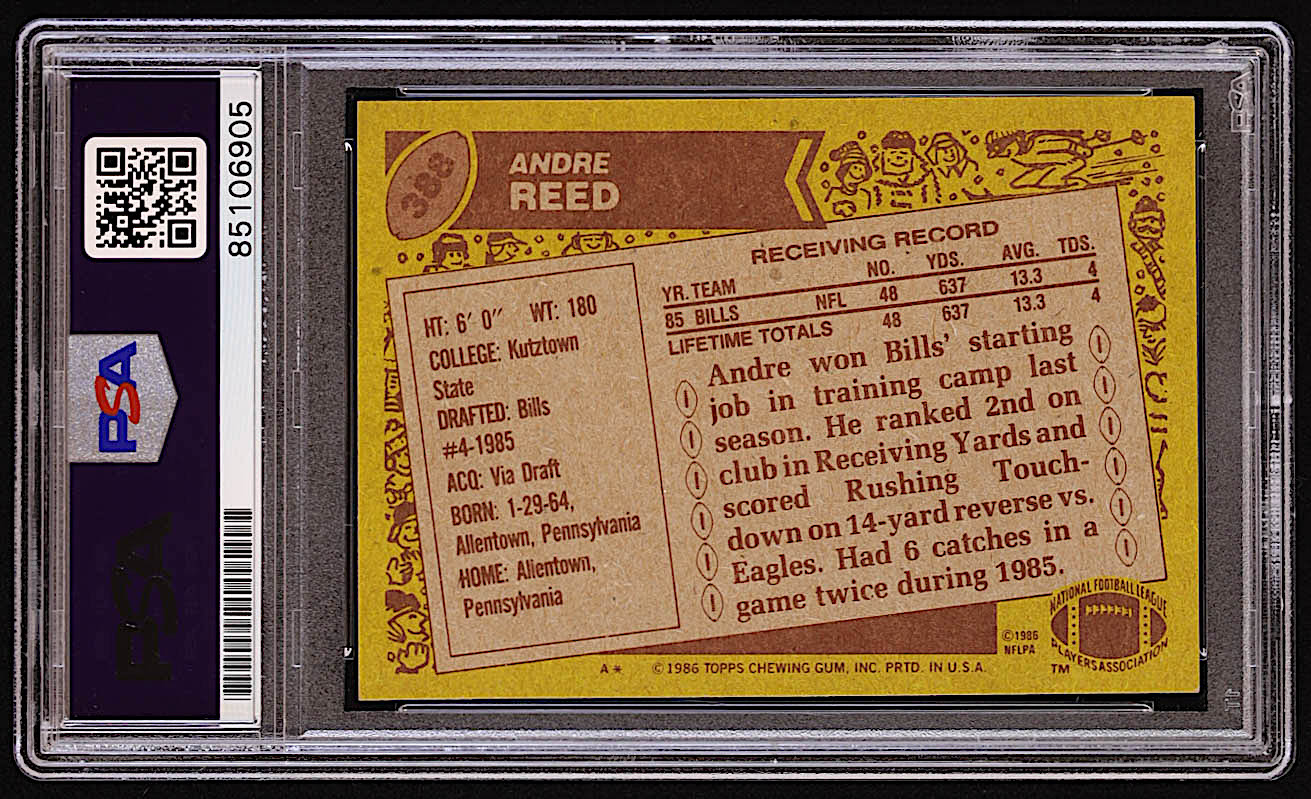 85106905
PSA
PSA
PSA
388
ANDRE
REED
HT: 6′ 0″ WT: 180
COLLEGE: Kutztown
State
DRAFTED: Bills
#4-1985
ACQ: Via Draft
BORN: 1-29-64,
Allentown, Pennsylvania
HOME: Allentown,
Pennsylvania
RECEIVING RECORD
YR. TEAM NO. YDS. AVG. TDS.
85 BILLS NFL 48 637 13.3 4
LIFETIME TOTALS 48 637 13.3 4
Andre won Bills' starting
job in training camp last
season. He ranked 2nd on
club in Receiving Yards and
scored Rushing Touch-
down on 14-yard reverse vs.
Eagles. Had 6 catches in a
game twice during 1985.
©1986
NFLPA
NATIONAL FOOTBALL LEAGUE
PLAYERS ASSOCIATION
TM
A* ©1986 TOPPS CHEWING GUM, INC. PRTD. IN U.S.A.